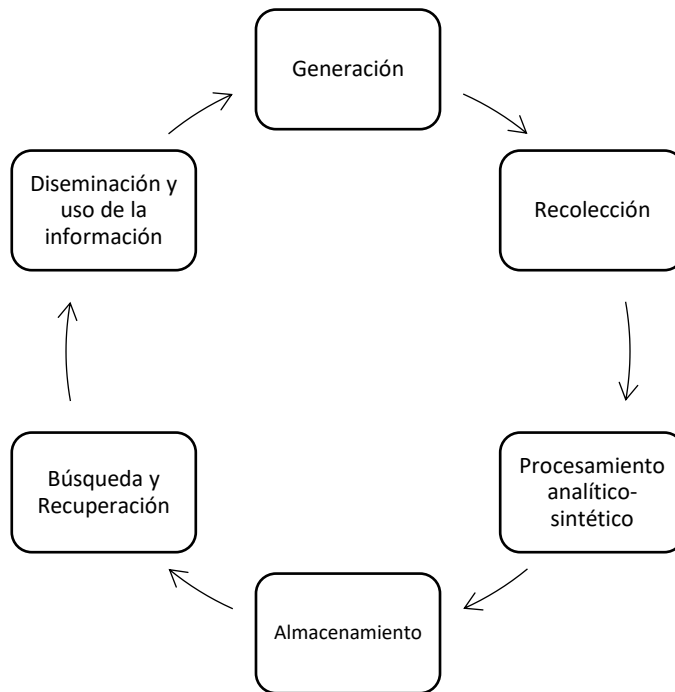 Generación
Recolección
Procesamiento
analítico-
sintético
Almacenamiento
Búsqueda y
Recuperación
Diseminación y
uso de la
información